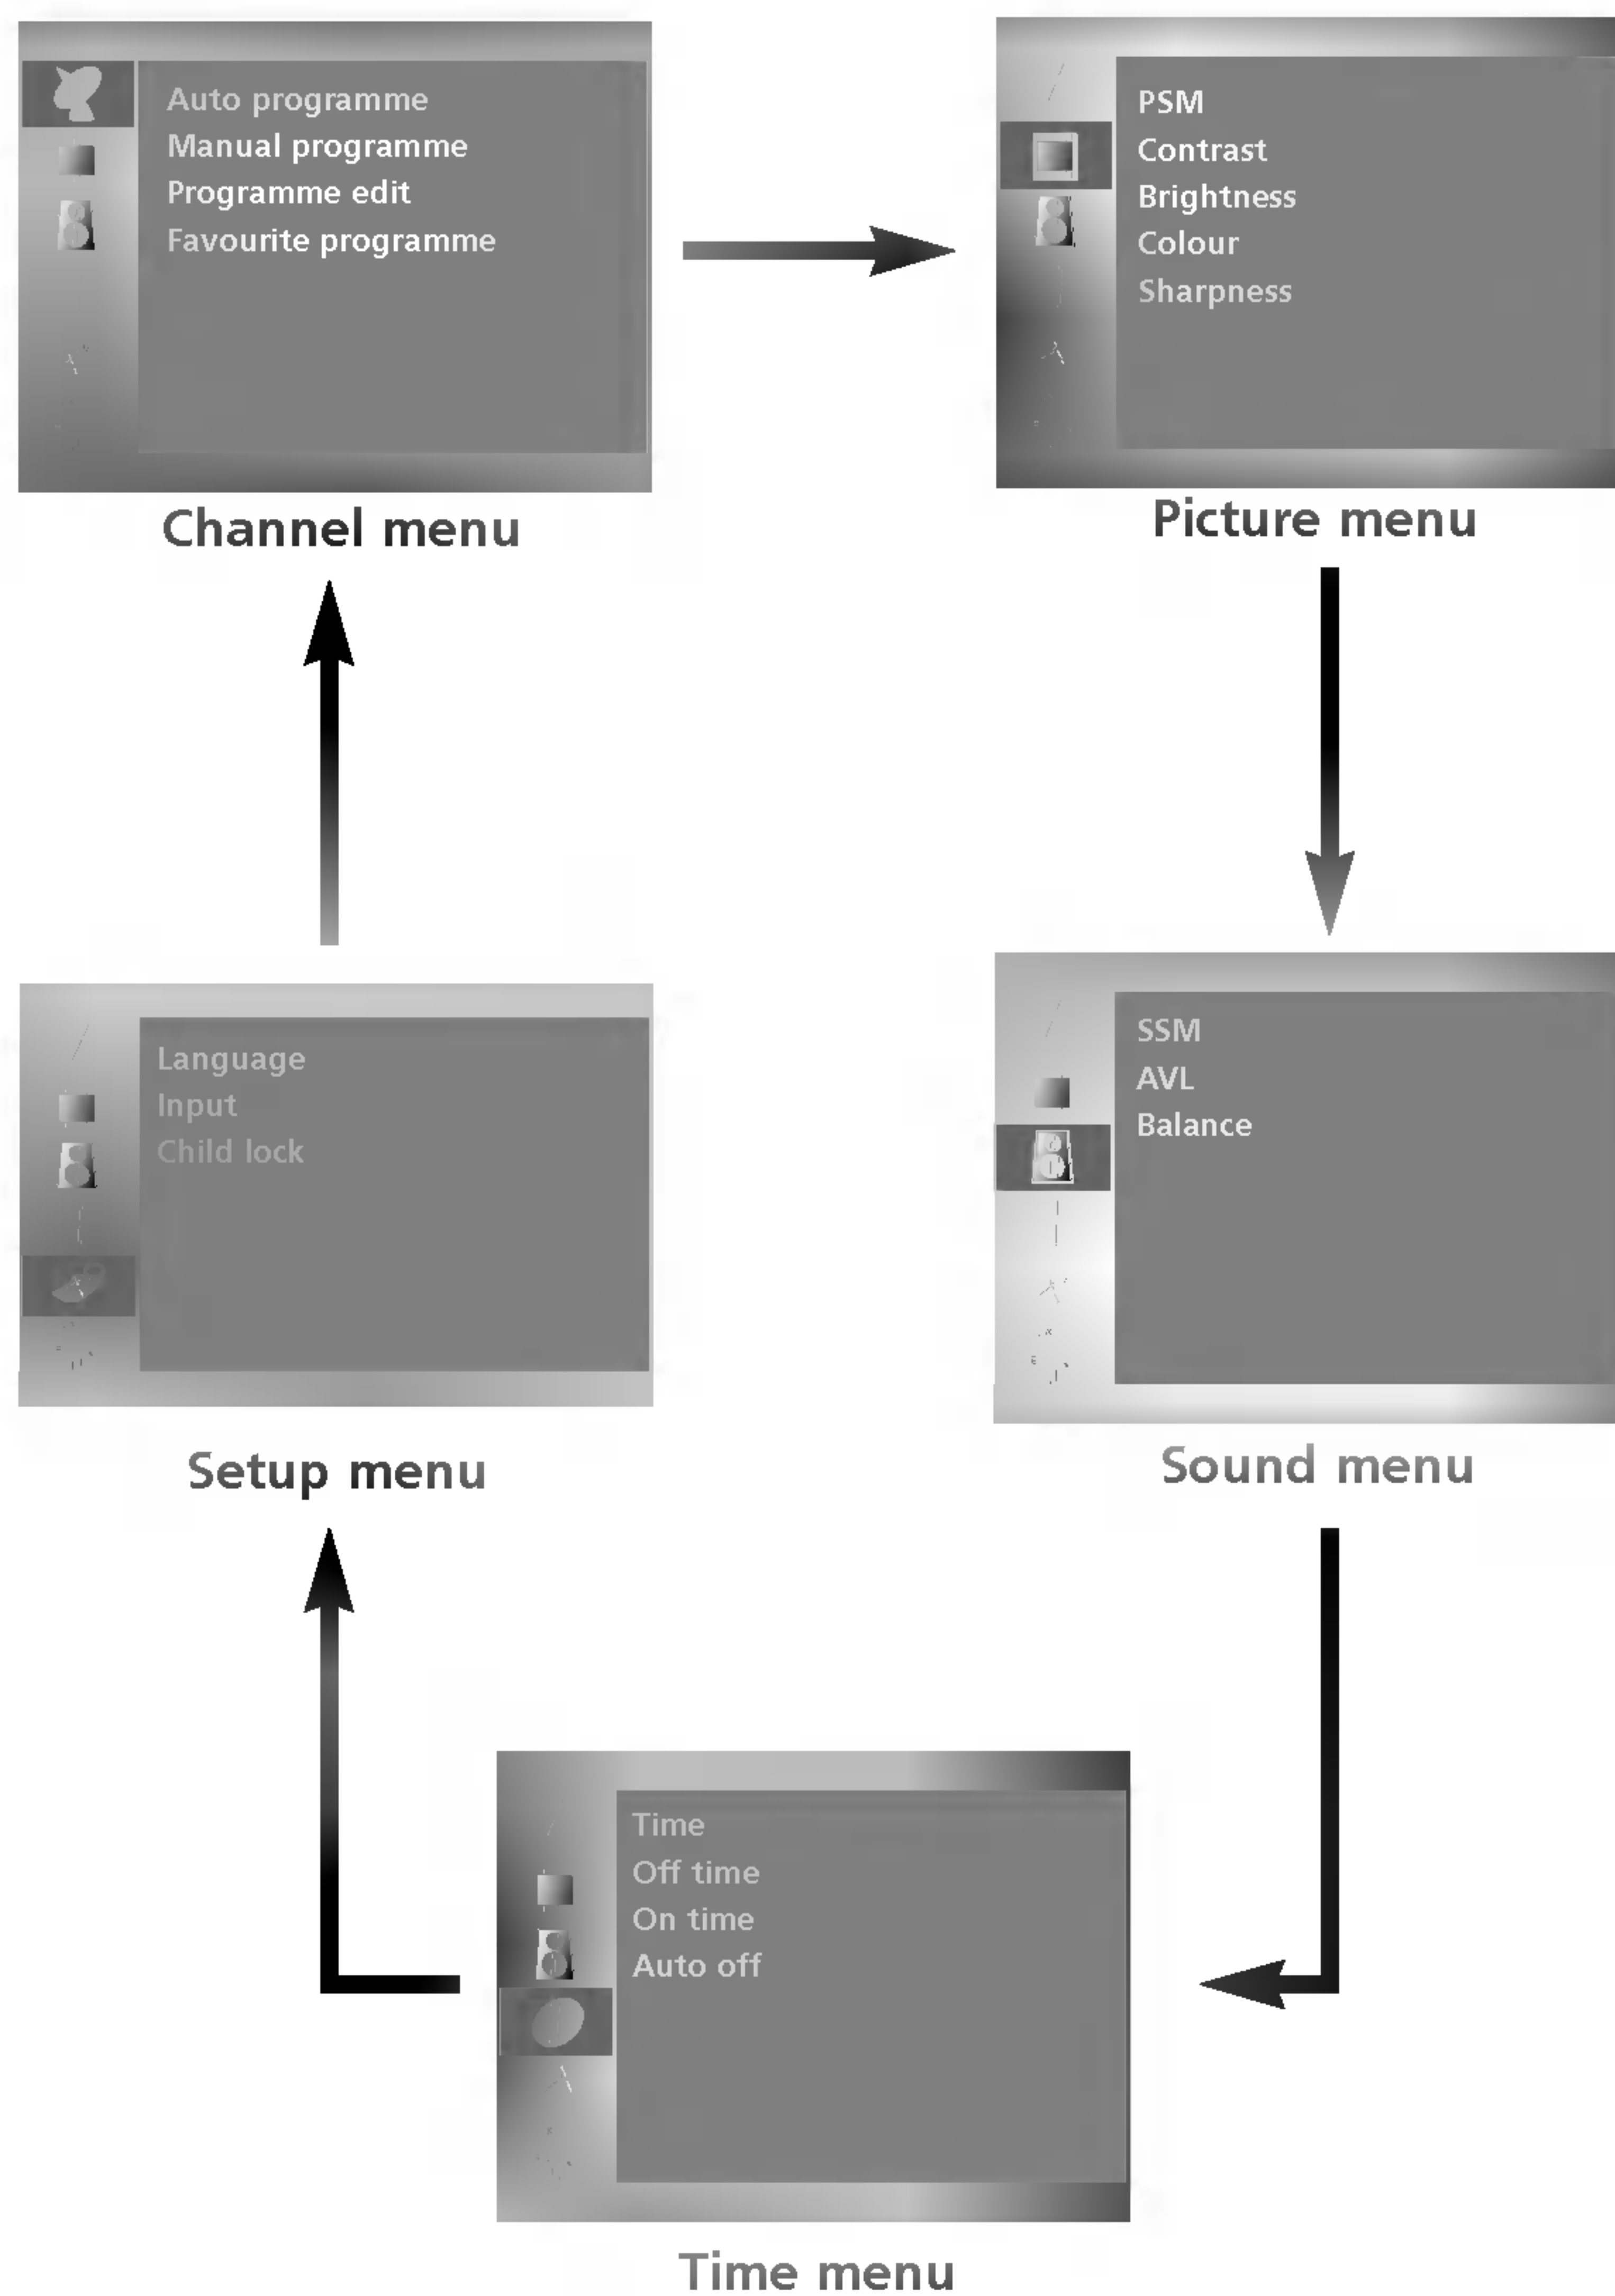 Auto programme
Manual programme
Programme edit
Favourite programme
Channel menu
PSM
Contrast
Brightness
Colour
Sharpness
Picture menu
Language
Input
Child lock
Setup menu
SSM
AVL
Balance
Sound menu
Time
Off time
On time
Auto off
Time menu